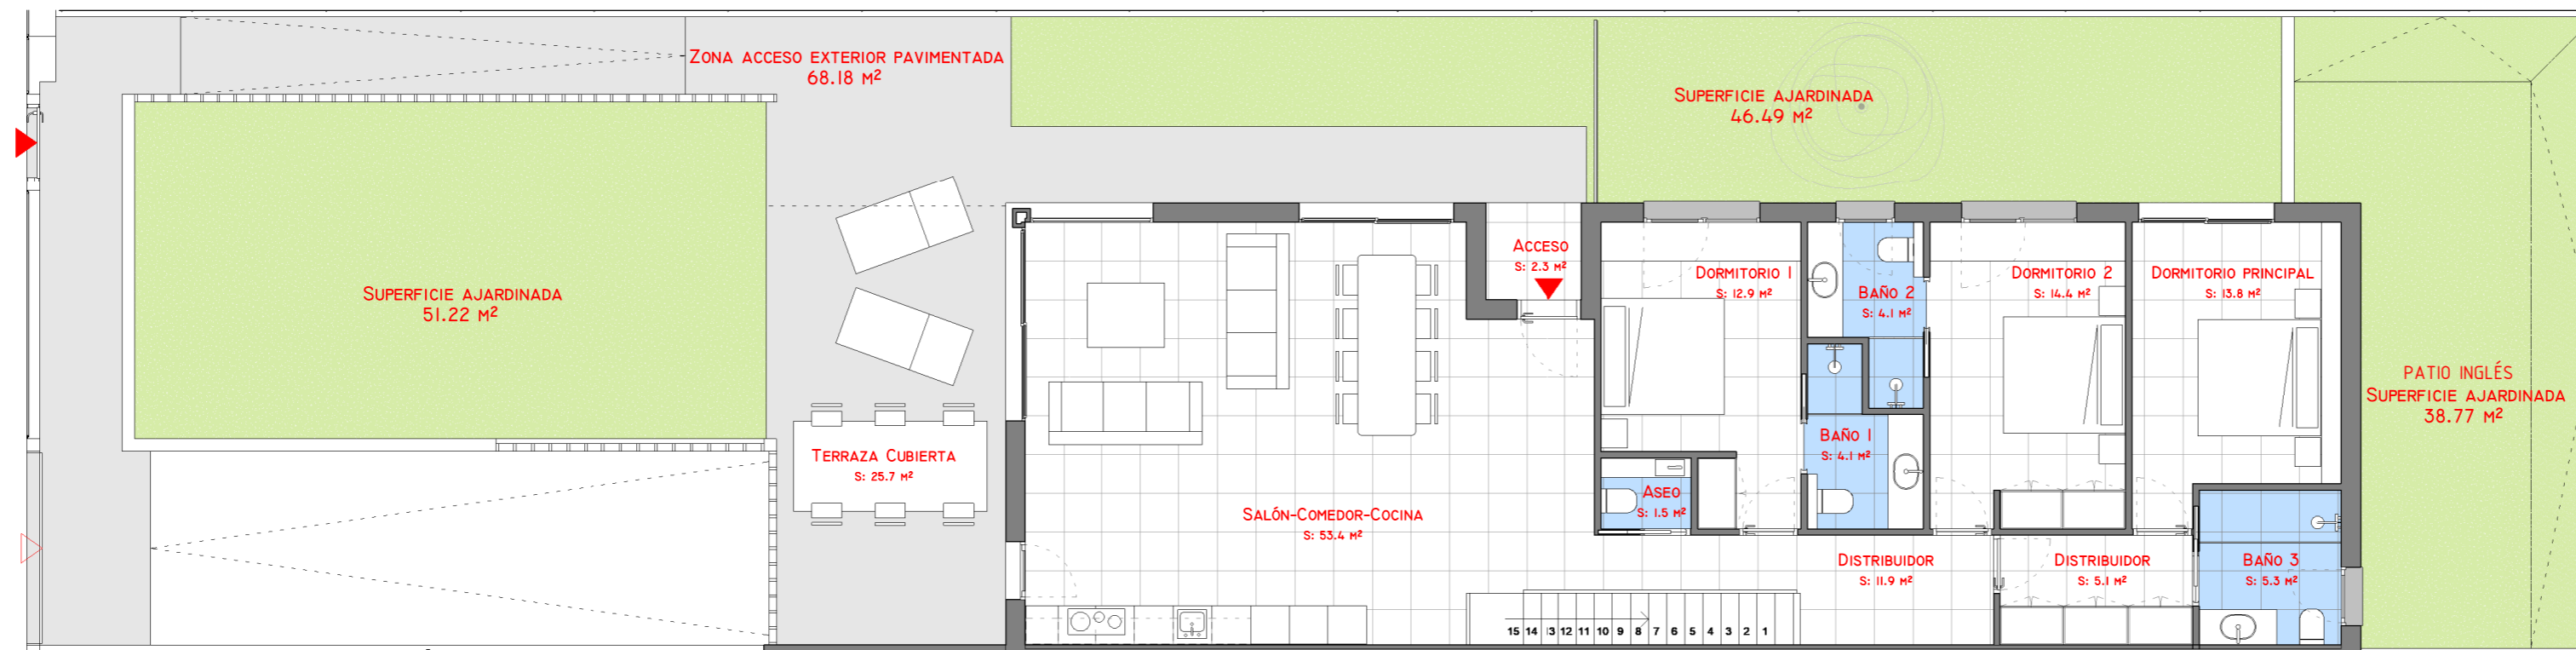 ZONA ACCESO EXTERIOR PAVIMENTADA
68.18 M²
SUPERFICIE AJARDINADA
46.49 M²
SUPERFICIE AJARDINADA
51.22 M²
ACCESO
S: 2.3 M²
DORMITORIO 1
S: 12.9 M²
BAÑO 2
S: 4.1 M²
DORMITORIO 2
S: 14.4 M²
DORMITORIO PRINCIPAL
S: 13.8 M²
PATIO INGLÉS
SUPERFICIE AJARDINADA
38.77 M²
TERRAZA CUBIERTA
S: 25.7 M²
BAÑO 1
S: 4.1 M²
SALÓN-COMEDOR-COCINA
S: 53.4 M²
ASEO
S: 1.5 M²
DISTRIBUIDOR
S: 11.9 M²
DISTRIBUIDOR
S: 5.1 M²
BAÑO 3
S: 5.3 M²
15 14 13 12 11 10 9 8 7 6 5 4 3 2 1